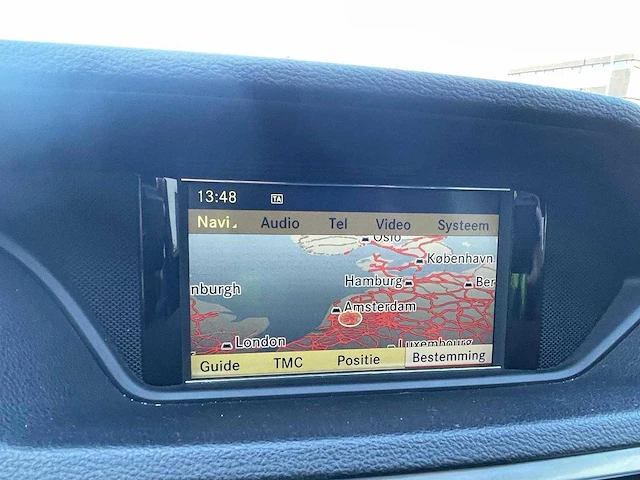 13:48 TA
Navi Audio Tel Video Systeem
Oslo
København
Hamburg
nburgh
Ber
Amsterdam
London
Luxembourg
Guide TMC Positie Bestemming